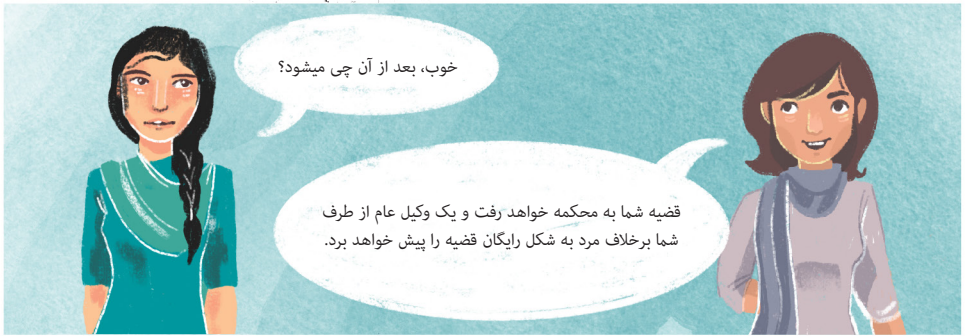 خوب، بعد از آن چی میشود؟
قضیه شما به محکمه خواهد رفت و یک وکیل عام از طرف
شما برخلاف مرد به شکل رایگان قضیه را پیش خواهد برد.